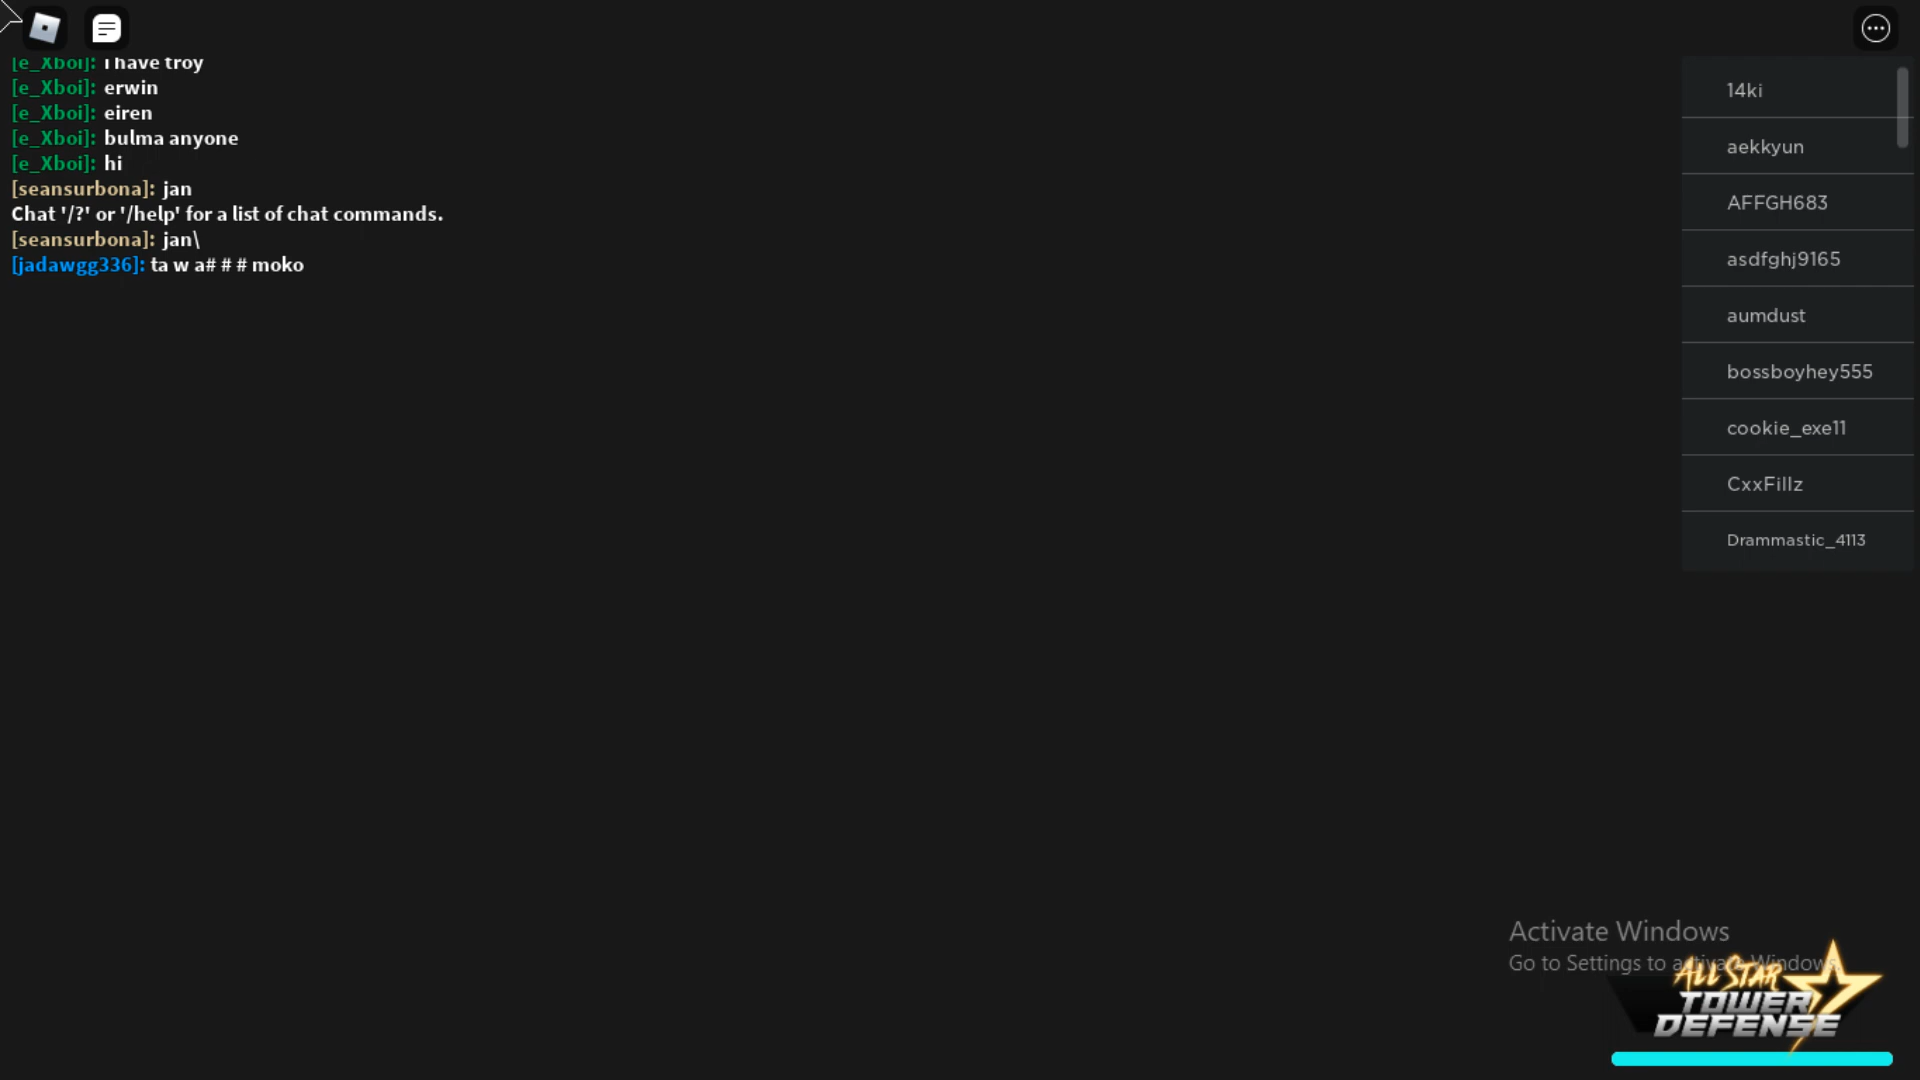 [e_Xboi]: i have troy
[e_Xboi]: erwin
[e_Xboi]: eiren
[e_Xboi]: bulma anyone
[e_Xboi]: hi
[seansurbona]: jan
Chat '/?' or '/help' for a list of chat commands.
[seansurbona]: jan\
[jadawgg336]: ta w a# # # moko
14ki
aekkyun
AFFGH683
asdfghj9165
aumdust
bossboyhey555
cookie_exe11
CxxFillz
Drammastic_4113
Activate Windows
Go to Settings to activate Windows.
ALL STAR
TOWER
DEFENSE